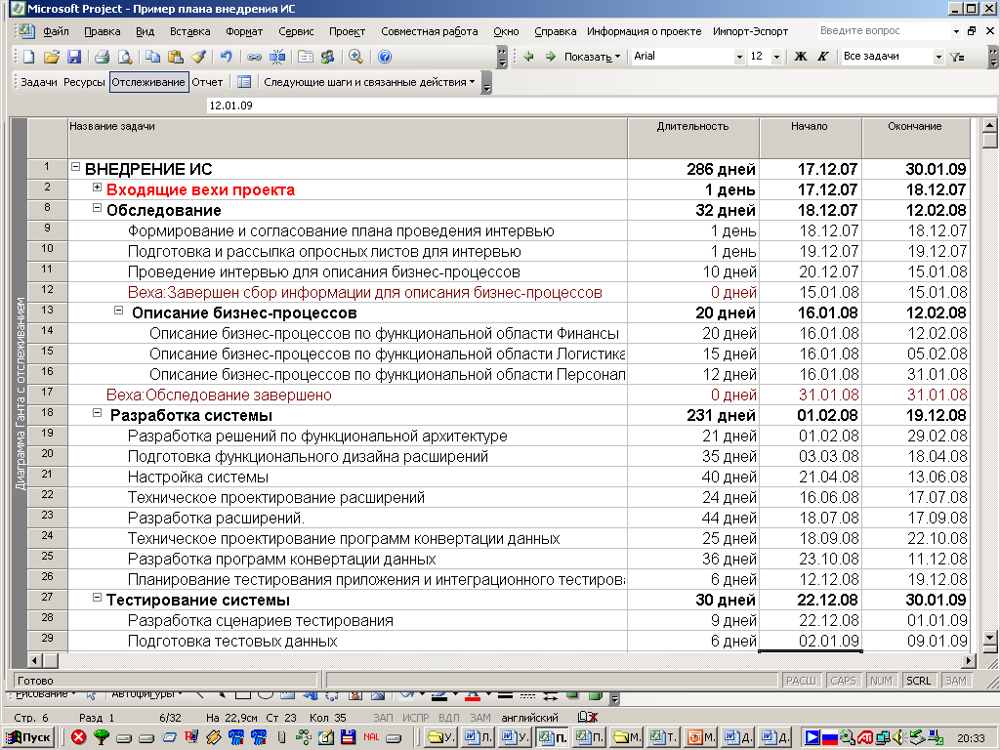 Microsoft Project - Пример плана внедрения ИС
Файл Правка Вид Вставка Формат Сервис Проект Совместная работа Окно Справка Информация о проекте Импорт-Экспорт Введите вопрос
Показать Arial 12 Ж К Все задачи
Задачи Ресурсы Отслеживание Отчет Следующие шаги и связанные действия
12.01.09
Название задачи Длительность Начало Окончание
1 ВНЕДРЕНИЕ ИС 286 дней 17.12.07 30.01.09
2 Входящие вехи проекта 1 день 17.12.07 18.12.07
8 Обследование 32 дней 18.12.07 12.02.08
9 Формирование и согласование плана проведения интервью 1 день 18.12.07 18.12.07
10 Подготовка и рассылка опросных листов для интервью 1 день 19.12.07 19.12.07
11 Проведение интервью для описания бизнес-процессов 10 дней 20.12.07 15.01.08
12 Веха:Завершен сбор информации для описания бизнес-процессов 0 дней 15.01.08 15.01.08
13 Описание бизнес-процессов 20 дней 16.01.08 12.02.08
14 Описание бизнес-процессов по функциональной области Финансы 20 дней 16.01.08 12.02.08
15 Описание бизнес-процессов по функциональной области Логистика 15 дней 16.01.08 05.02.08
16 Описание бизнес-процессов по функциональной области Персонал 12 дней 16.01.08 31.01.08
17 Веха:Обследование завершено 0 дней 31.01.08 31.01.08
18 Разработка системы 231 дней 01.02.08 19.12.08
19 Разработка решений по функциональной архитектуре 21 дней 01.02.08 29.02.08
20 Подготовка функционального дизайна расширений 35 дней 03.03.08 18.04.08
21 Настройка системы 40 дней 21.04.08 13.06.08
22 Техническое проектирование расширений 24 дней 16.06.08 17.07.08
23 Разработка расширений. 44 дней 18.07.08 17.09.08
24 Техническое проектирование программ конвертации данных 25 дней 18.09.08 22.10.08
25 Разработка программ конвертации данных 36 дней 23.10.08 11.12.08
26 Планирование тестирования приложения и интеграционного тестирова 6 дней 12.12.08 19.12.08
27 Тестирование системы 30 дней 22.12.08 30.01.09
28 Разработка сценариев тестирования 9 дней 22.12.08 01.01.09
29 Подготовка тестовых данных 6 дней 02.01.09 09.01.09
Диаграмма Ганта с отслеживанием
Готово РАСШ CAPS NUM SCRL ЗАМ
Рисование Автофигуры
Стр. 6 Разд 1 6/32 На 22,9см Ст 23 Кол 35 ЗАП ИСПР ВДЛ ЗАМ английский
Пуск NAL У. Л. У. П. П. М. Т. М. Д. Д. 20:33